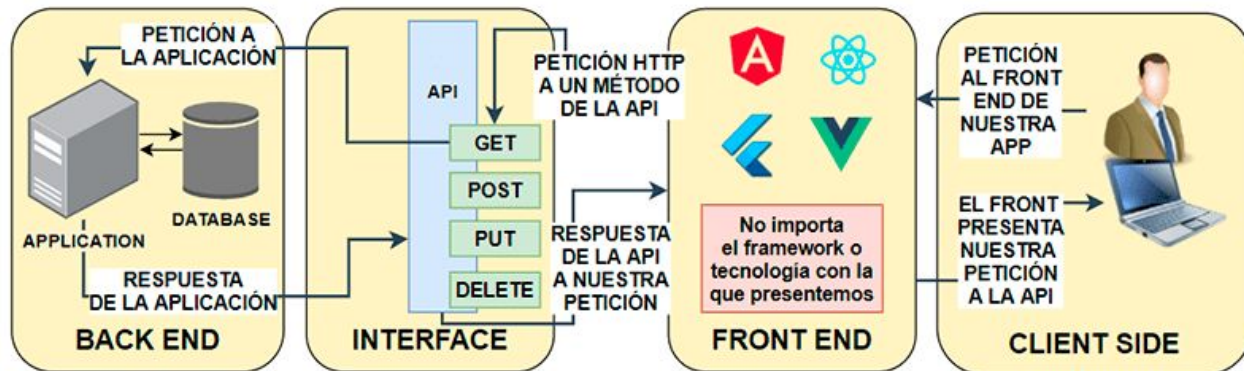 PETICIÓN A
LA APLICACIÓN
APPLICATION
DATABASE
RESPUESTA
DE LA APLICACIÓN
BACK END
API
GET
POST
PUT
DELETE
INTERFACE
PETICIÓN HTTP
A UN MÉTODO
DE LA API
RESPUESTA
DE LA API
A NUESTRA
PETICIÓN
No importa
el framework o
tecnología con la
que presentemos
FRONT END
PETICIÓN
AL FRONT
END DE
NUESTRA
APP
EL FRONT
PRESENTA
NUESTRA
PETICIÓN
A LA API
CLIENT SIDE